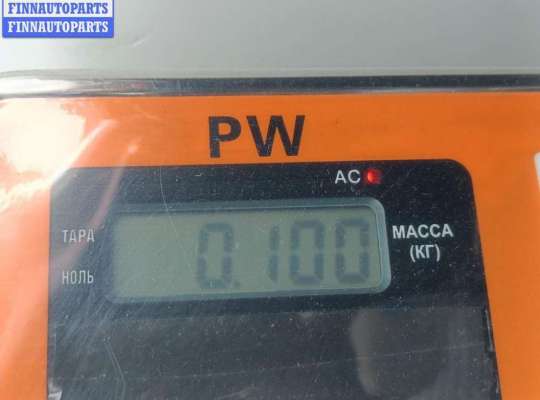 FINNAUTOPARTS
FINNAUTOPARTS
PW
AC
ТАРА
МАССА
(КГ)
НОЛЬ
0.100